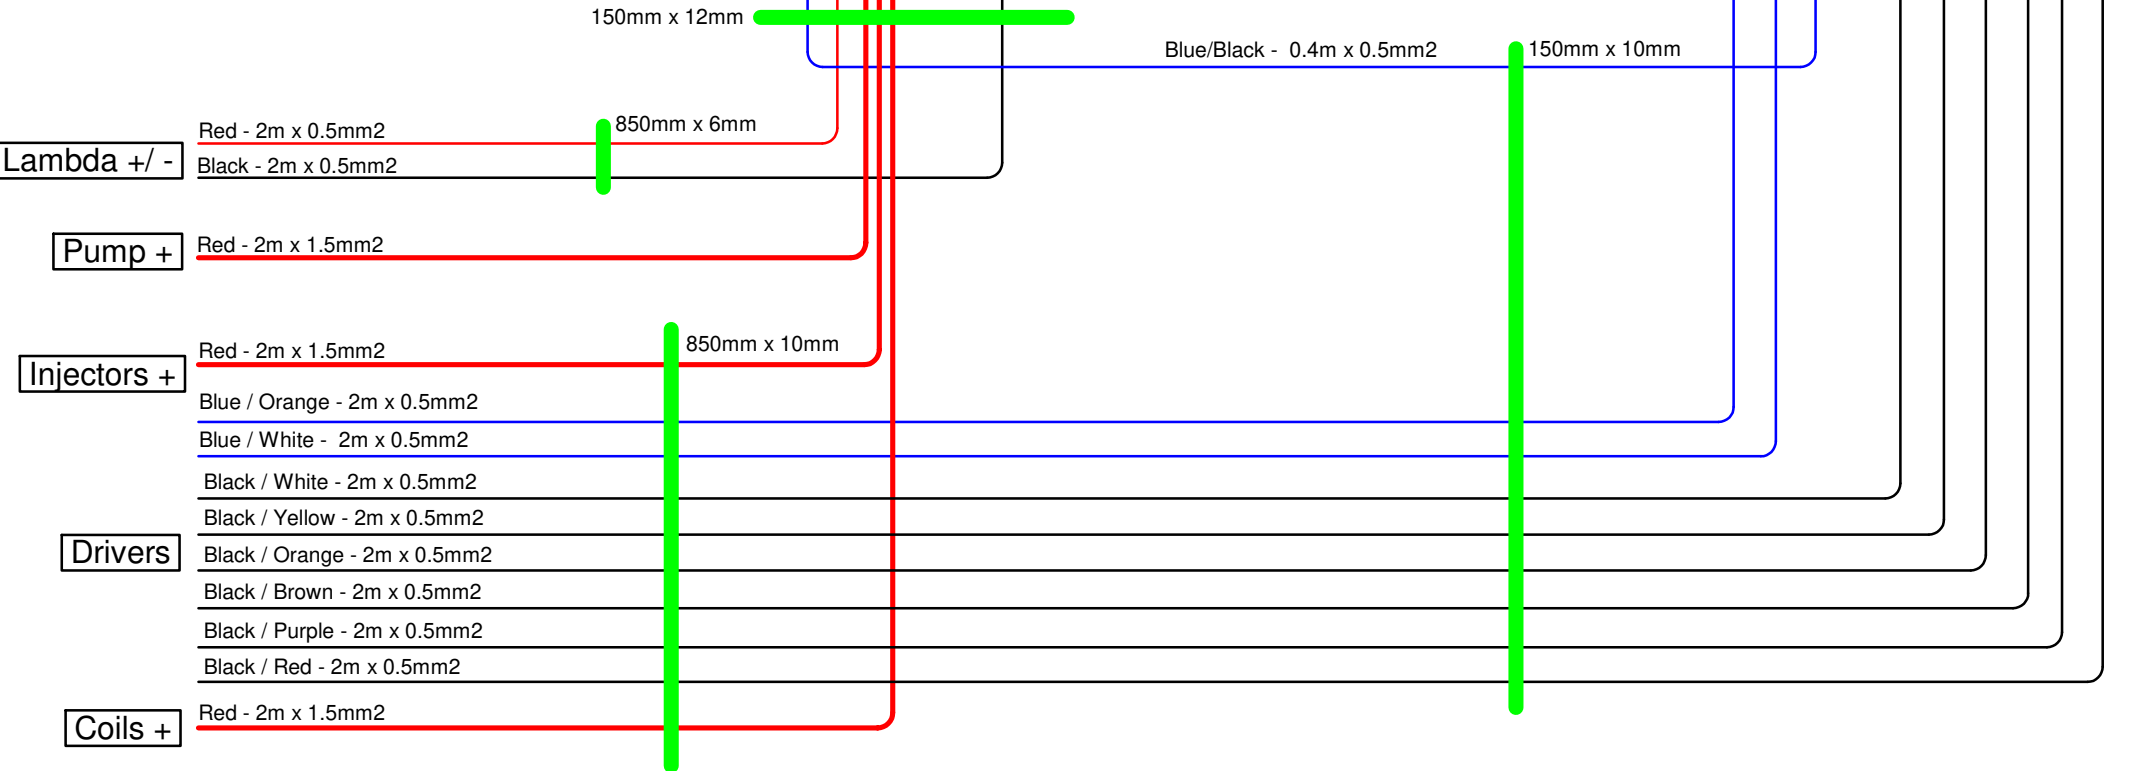 150mm x 12mm
Blue/Black -  0.4m x 0.5mm2
150mm x 10mm
Red - 2m x 0.5mm2
850mm x 6mm
Lambda +/ -
Black - 2m x 0.5mm2
Pump +
Red - 2m x 1.5mm2
Injectors +
Red - 2m x 1.5mm2
850mm x 10mm
Blue / Orange - 2m x 0.5mm2
Blue / White -  2m x 0.5mm2
Black / White - 2m x 0.5mm2
Black / Yellow - 2m x 0.5mm2
Drivers
Black / Orange - 2m x 0.5mm2
Black / Brown - 2m x 0.5mm2
Black / Purple - 2m x 0.5mm2
Black / Red - 2m x 0.5mm2
Coils +
Red - 2m x 1.5mm2